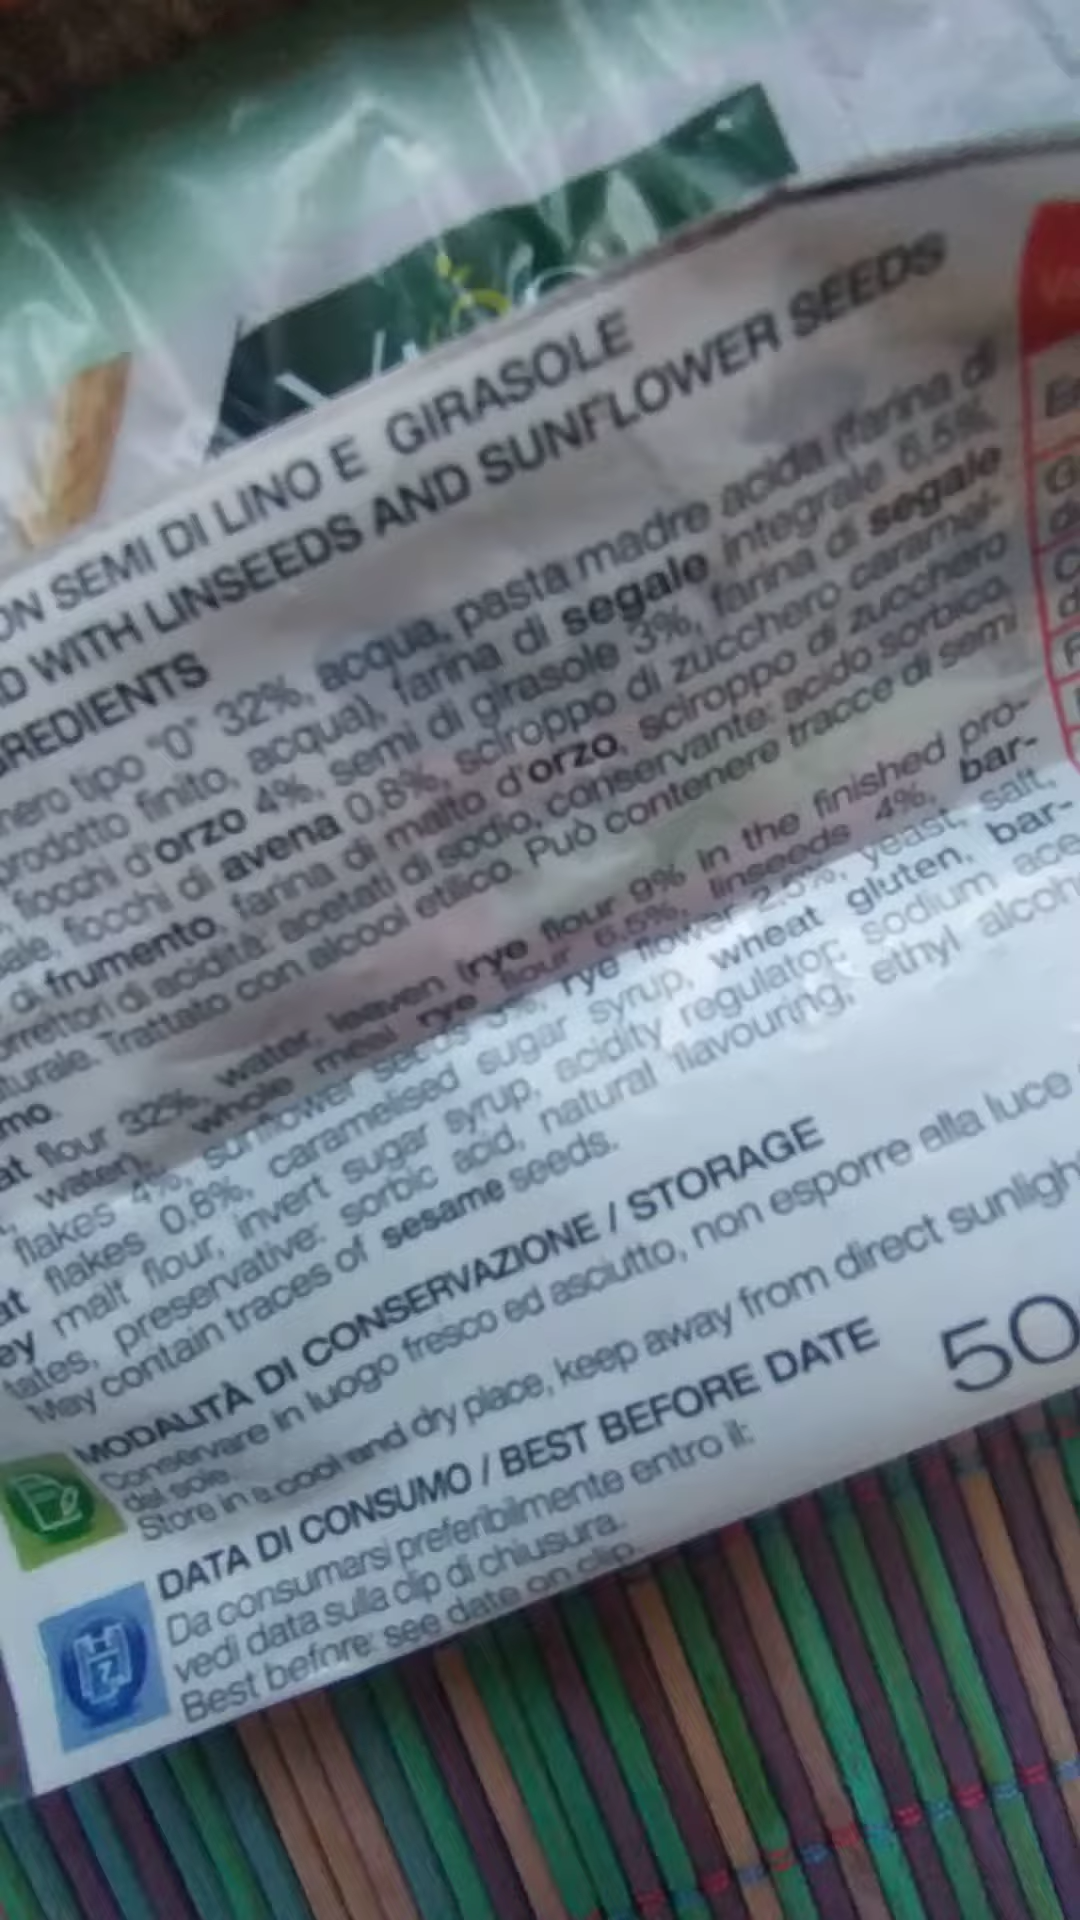 ON SEMI DI LINO E GIRASOLE
D WITH LINSEEDS AND SUNFLOWER SEEDS
GREDIENTS
nero tipo "0" 32%, acqua, pasta madre acida (farina di
prodotto finito, acqua), farina di segale integrale 6,5%,
, fiocchi d'orzo 4%, semi di girasole 3%, farina di segale
ale, fiocchi di avena 0,8%, sciroppo di zucchero caramel-
di frumento, farina di malto d'orzo, sciroppo di zucchero
orrettori di acidità: acetati di sodio, conservante: acido sorbico,
aturale. Trattato con alcool etilico. Può contenere tracce di semi
mo.
at flour 32%, water, leaven (rye flour 9% in the finished pro-
, water), whole meal rye flour 6.5%, linseeds 4%, bar-
flakes 4%, sunflower seeds 3%, rye flower 2.5%, yeast, salt,
at flakes 0.8%, caramelised sugar syrup, wheat gluten, bar-
ey malt flour, invert sugar syrup, acidity regulator: sodium ace
tates, preservative: sorbic acid, natural flavouring, ethyl alcoh
May contain traces of sesame seeds.
MODALITÀ DI CONSERVAZIONE / STORAGE
Conservare in luogo fresco ed asciutto, non esporre alla luce
del sole.
Store in a cool and dry place, keep away from direct sunligh
DATA DI CONSUMO / BEST BEFORE DATE
Da consumarsi preferibilmente entro il:
vedi data sulla clip di chiusura.
Best before: see date on clip.
50